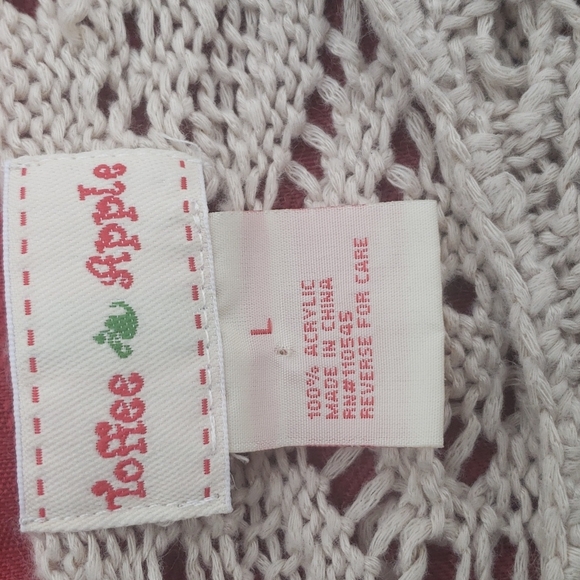 Toffee Apple
L
100% ACRYLIC
MADE IN CHINA
RN#110545
REVERSE FOR CARE